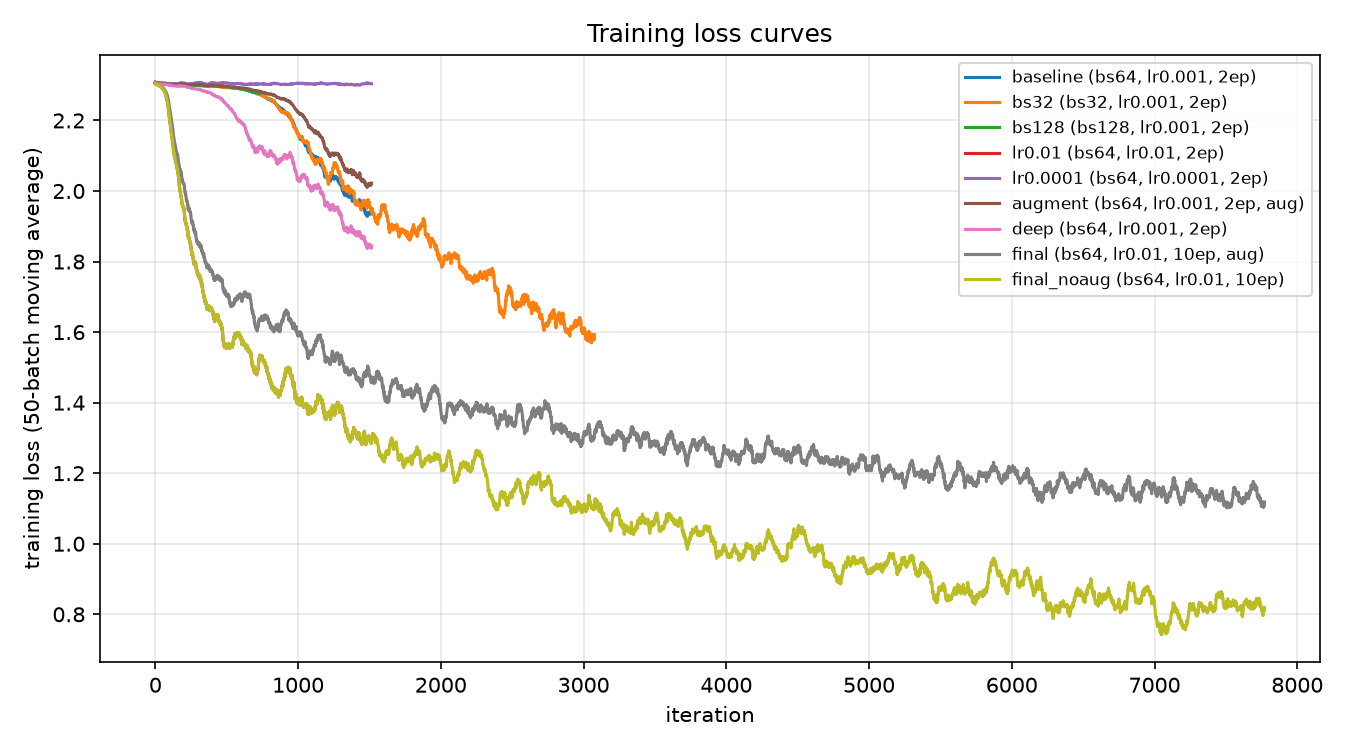 Training loss curves
training loss (50-batch moving average)
2.2
2.0
1.8
1.6
1.4
1.2
1.0
0.8
baseline (bs64, lr0.001, 2ep)
bs32 (bs32, lr0.001, 2ep)
bs128 (bs128, lr0.001, 2ep)
lr0.01 (bs64, lr0.01, 2ep)
lr0.0001 (bs64, lr0.0001, 2ep)
augment (bs64, lr0.001, 2ep, aug)
deep (bs64, lr0.001, 2ep)
final (bs64, lr0.01, 10ep, aug)
final_noaug (bs64, lr0.01, 10ep)
0 1000 2000 3000 4000 5000 6000 7000 8000
iteration